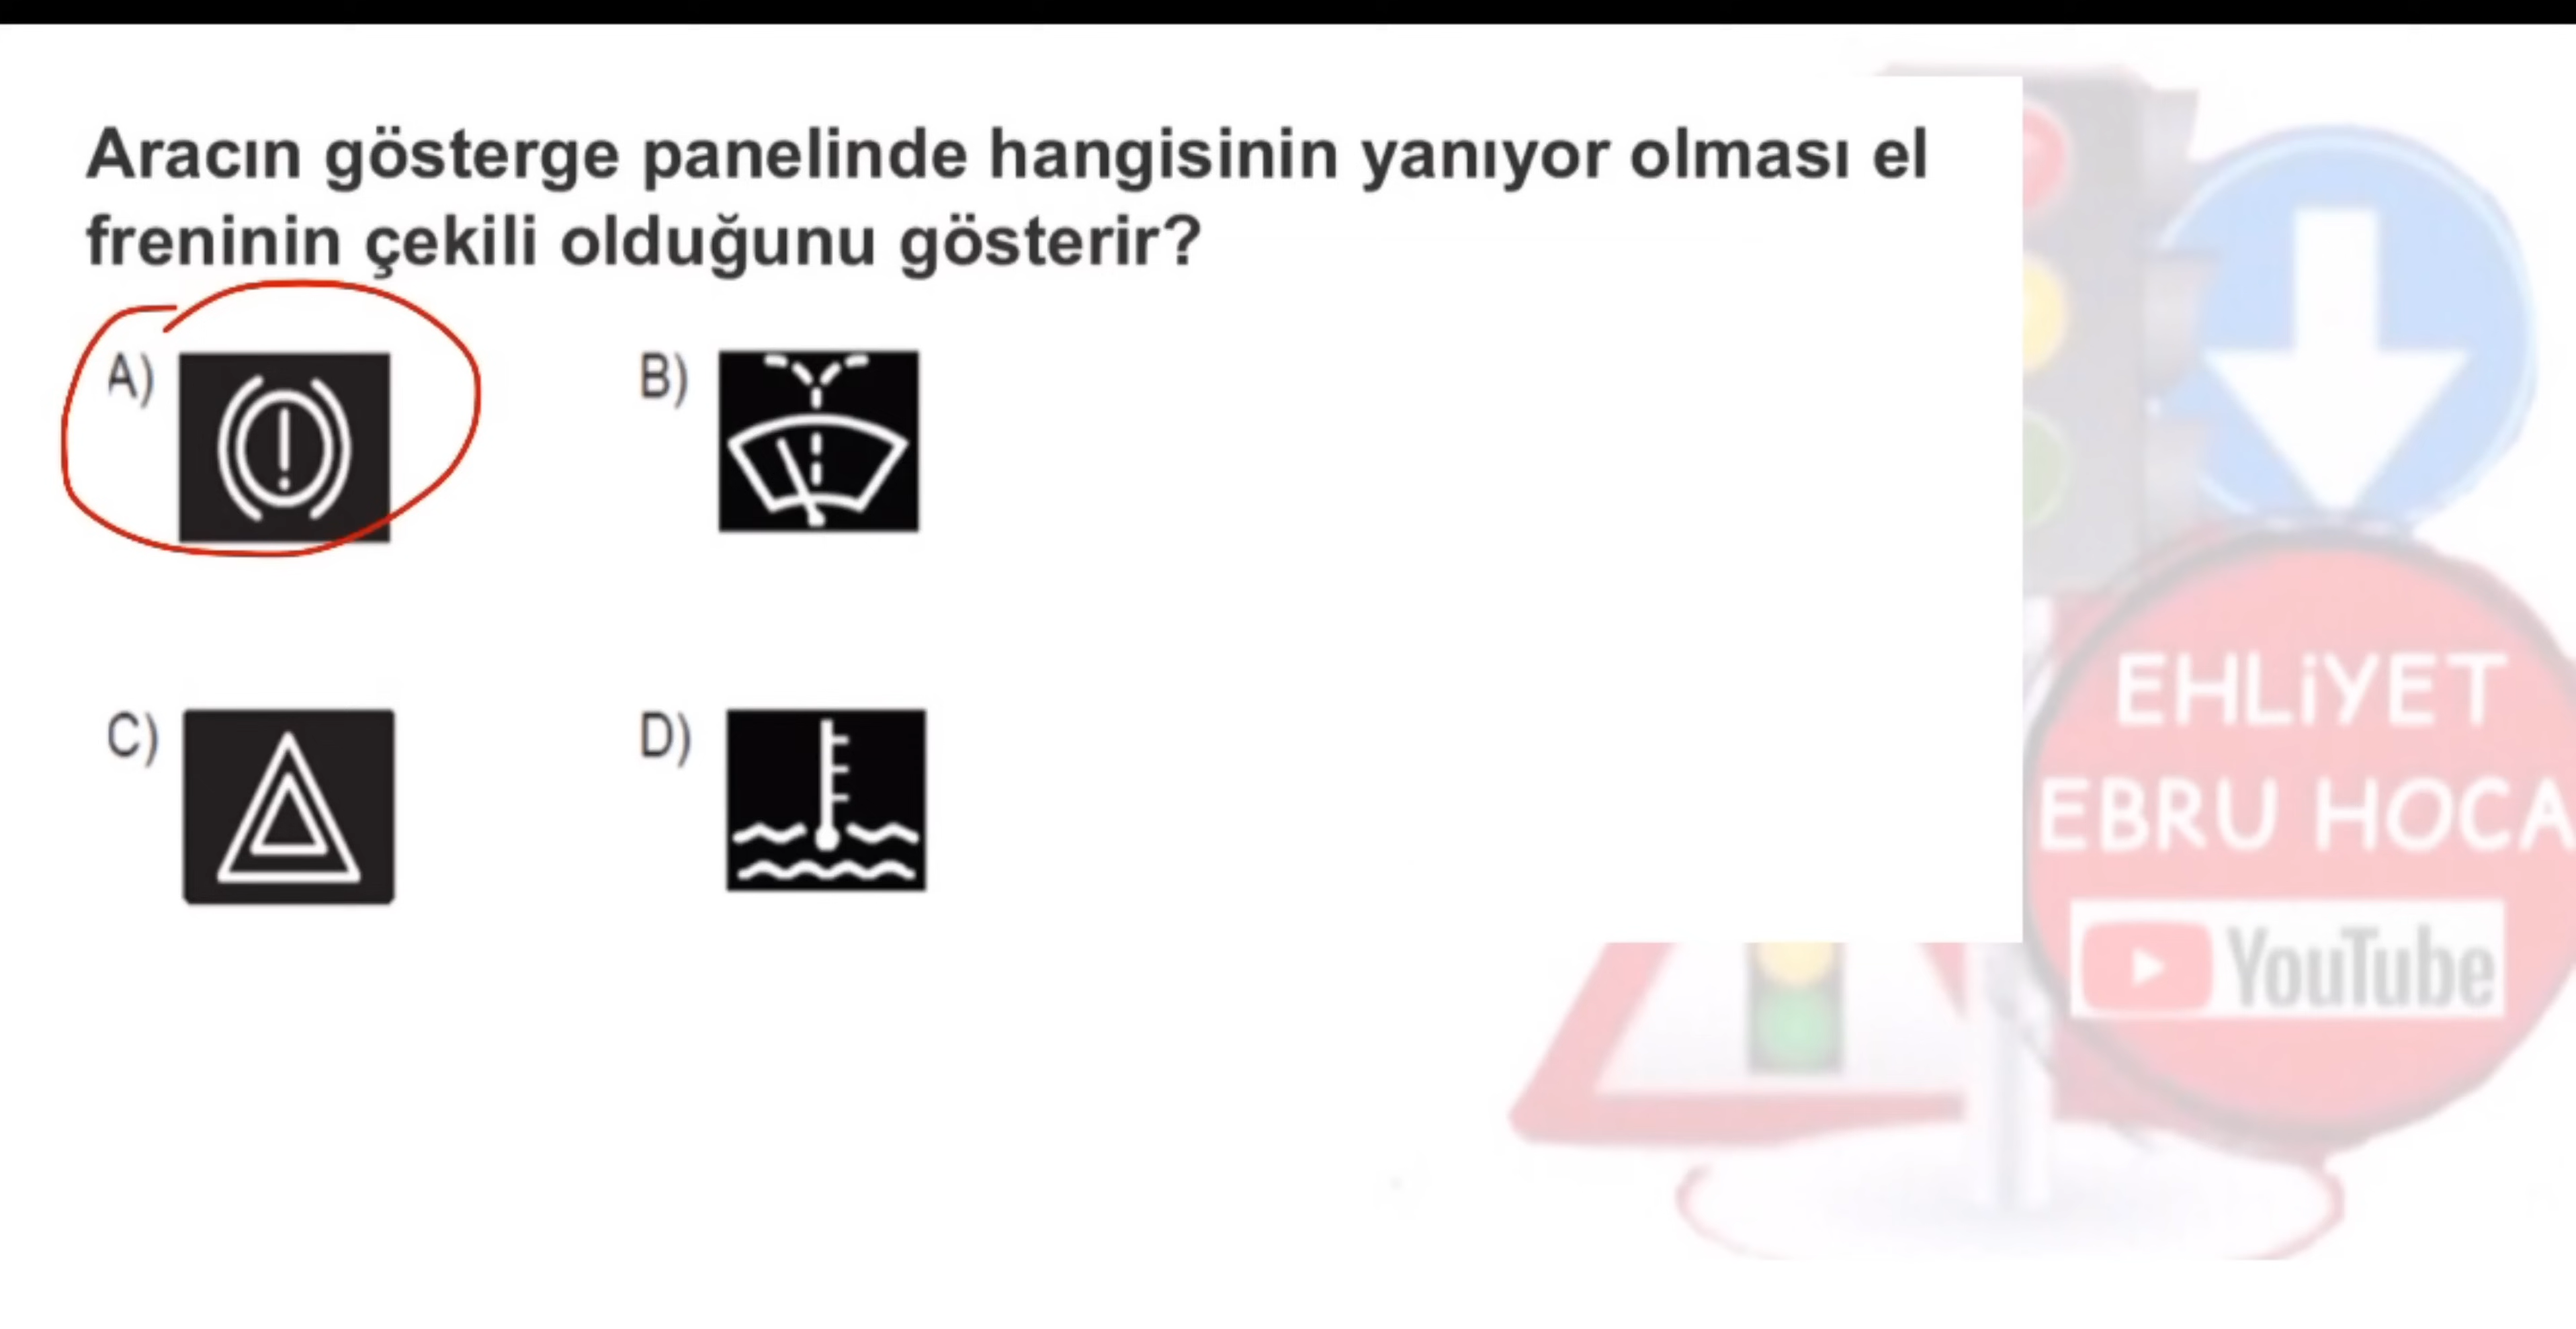 Aracın gösterge panelinde hangisinin yanıyor olması el
freninin çekili olduğunu gösterir?
A)
B)
C)
D)
EHLiYET
EBRU HOCA
YouTube